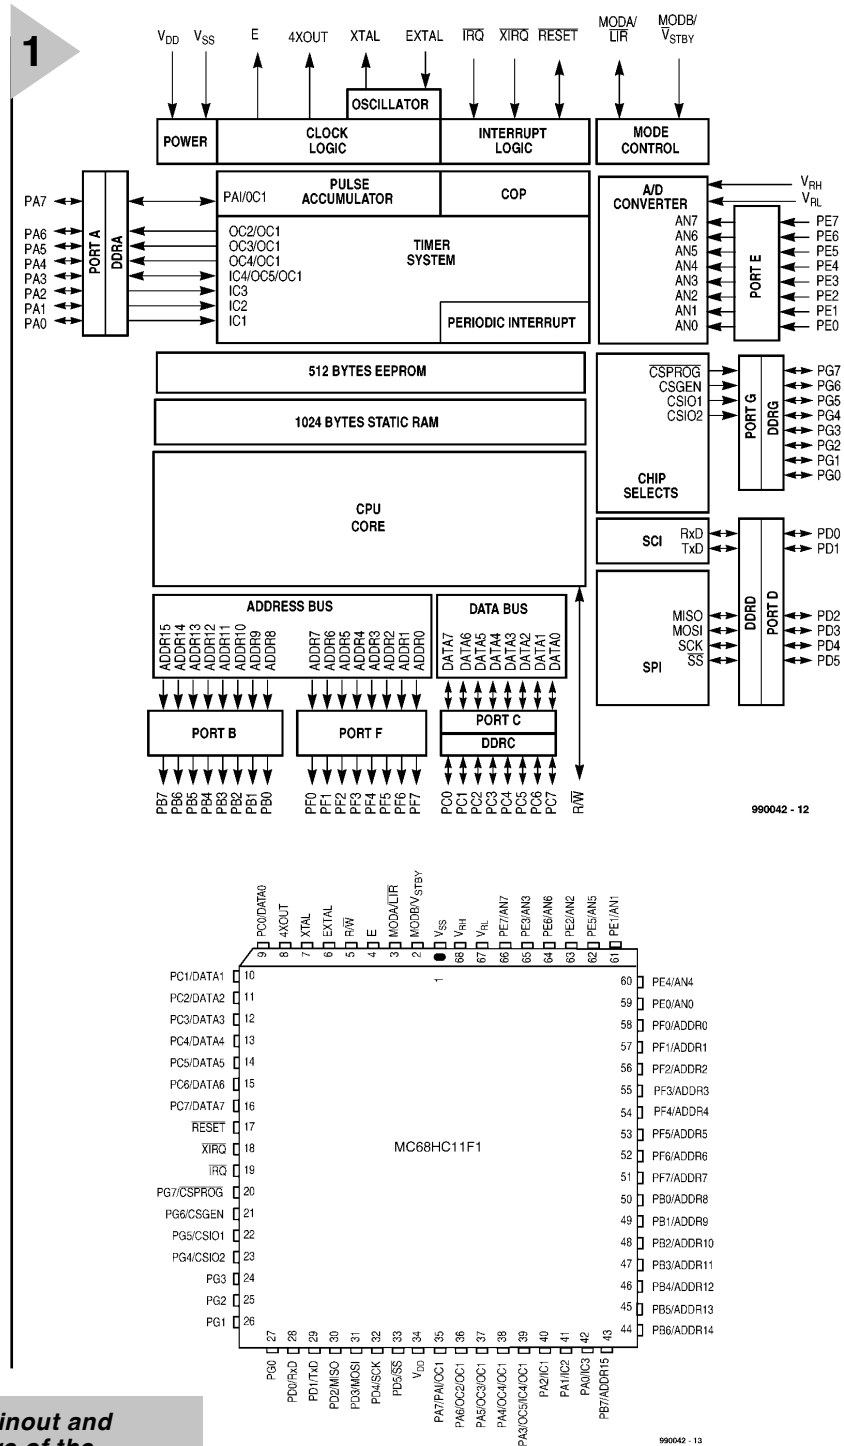 1
VDD VSS E 4XOUT XTAL EXTAL IRQ XIRQ RESET MODA/LIR MODB/VSTBY
OSCILLATOR
POWER
CLOCK
LOGIC
INTERRUPT
LOGIC
MODE
CONTROL
PULSE
ACCUMULATOR
PAI/0C1
COP
TIMER
SYSTEM
PERIODIC INTERRUPT
OC2/OC1
OC3/OC1
OC4/OC1
IC4/OC5/OC1
IC3
IC2
IC1
PORT A
DDRA
PA7
PA6
PA5
PA4
PA3
PA2
PA1
PA0
A/D
CONVERTER
VRH
VRL
AN7
AN6
AN5
AN4
AN3
AN2
AN1
AN0
PORT E
PE7
PE6
PE5
PE4
PE3
PE2
PE1
PE0
512 BYTES EEPROM
1024 BYTES STATIC RAM
CPU
CORE
CSPROG
CSGEN
CSIO1
CSIO2
CHIP
SELECTS
PORT G
DDRG
PG7
PG6
PG5
PG4
PG3
PG2
PG1
PG0
SCI
RxD
TxD
SPI
MISO
MOSI
SCK
SS
DDRD
PORT D
PD0
PD1
PD2
PD3
PD4
PD5
ADDRESS BUS
ADDR15 ADDR14 ADDR13 ADDR12 ADDR11 ADDR10 ADDR9 ADDR8
ADDR7 ADDR6 ADDR5 ADDR4 ADDR3 ADDR2 ADDR1 ADDR0
DATA BUS
DATA7 DATA6 DATA5 DATA4 DATA3 DATA2 DATA1 DATA0
PORT B
PORT F
PORT C
DDRC
PB7 PB6 PB5 PB4 PB3 PB2 PB1 PB0
PF0 PF1 PF2 PF3 PF4 PF5 PF6 PF7
PC0 PC1 PC2 PC3 PC4 PC5 PC6 PC7
R/W
990042 - 12
PC0/DATA0 4XOUT XTAL EXTAL R/W E MODA/LIR MODB/VSTBY VSS VRH VRL PE7/AN7 PE3/AN3 PE6/AN6 PE2/AN2 PE5/AN5 PE1/AN1
9 8 7 6 5 4 3 2 1 68 67 66 65 64 63 62 61
PC1/DATA1 10
PC2/DATA2 11
PC3/DATA3 12
PC4/DATA4 13
PC5/DATA5 14
PC6/DATA6 15
PC7/DATA7 16
RESET 17
XIRQ 18
IRQ 19
PG7/CSPROG 20
PG6/CSGEN 21
PG5/CSIO1 22
PG4/CSIO2 23
PG3 24
PG2 25
PG1 26
MC68HC11F1
60 PE4/AN4
59 PE0/AN0
58 PF0/ADDR0
57 PF1/ADDR1
56 PF2/ADDR2
55 PF3/ADDR3
54 PF4/ADDR4
53 PF5/ADDR5
52 PF6/ADDR6
51 PF7/ADDR7
50 PB0/ADDR8
49 PB1/ADDR9
48 PB2/ADDR10
47 PB3/ADDR11
46 PB4/ADDR12
45 PB5/ADDR13
44 PB6/ADDR14
27 28 29 30 31 32 33 34 35 36 37 38 39 40 41 42 43
PG0 PD0/RxD PD1/TxD PD2/MISO PD3/MOSI PD4/SCK PD5/SS VDD PA7/PAI/OC1 PA6/OC2/OC1 PA5/OC3/OC1 PA4/OC4/OC1 PA3/OC5/IC4/OC1 PA2/IC1 PA1/IC2 PA0/IC3 PB7/ADDR15
990042 - 13
inout and
of the